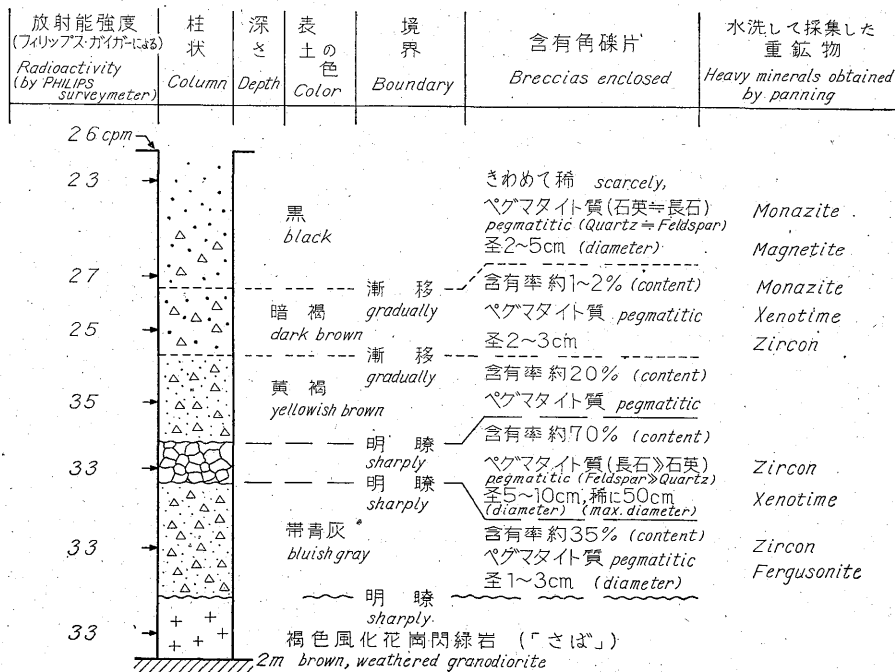 放射能強度
(フィリップス・ガイガーによる)
Radioactivity
(by PHILIPS
surveymeter)
柱
状
Column
深
さ
Depth
表
土の
色
Color
境
界
Boundary
含有角礫片
Breccias enclosed
水洗して採集した
重鉱物
Heavy minerals obtained
by panning
26 cpm
23
きわめて稀 scarcely,
黒
black
ペグマタイト質(石英≒長石)
pegmatitic (Quartz ≒ Feldspar)
Monazite
圣2~5cm (diameter)
Magnetite
27
漸 移
gradually
含有率約1~2% (content)
Monazite
25
暗 褐
dark brown
ペグマタイト質 pegmatitic
Xenotime
圣2~3cm
Zircon
漸 移
gradually
35
黄 褐
yellowish brown
含有率約20% (content)
ペグマタイト質 pegmatitic
明 瞭
sharply
含有率約70% (content)
33
ペグマタイト質(長石≫石英)
pegmatitic (Feldspar≫Quartz)
Zircon
明 瞭
sharply
圣5~10cm,稀に50cm
(diameter) (max. diameter)
Xenotime
33
帯青灰
bluish gray
含有率約35% (content)
ペグマタイト質 pegmatitic
圣1~3cm (diameter)
Zircon
Fergusonite
明 瞭
sharply
33
褐色風化花崗閃緑岩 (「さば」)
2m brown, weathered granodiorite